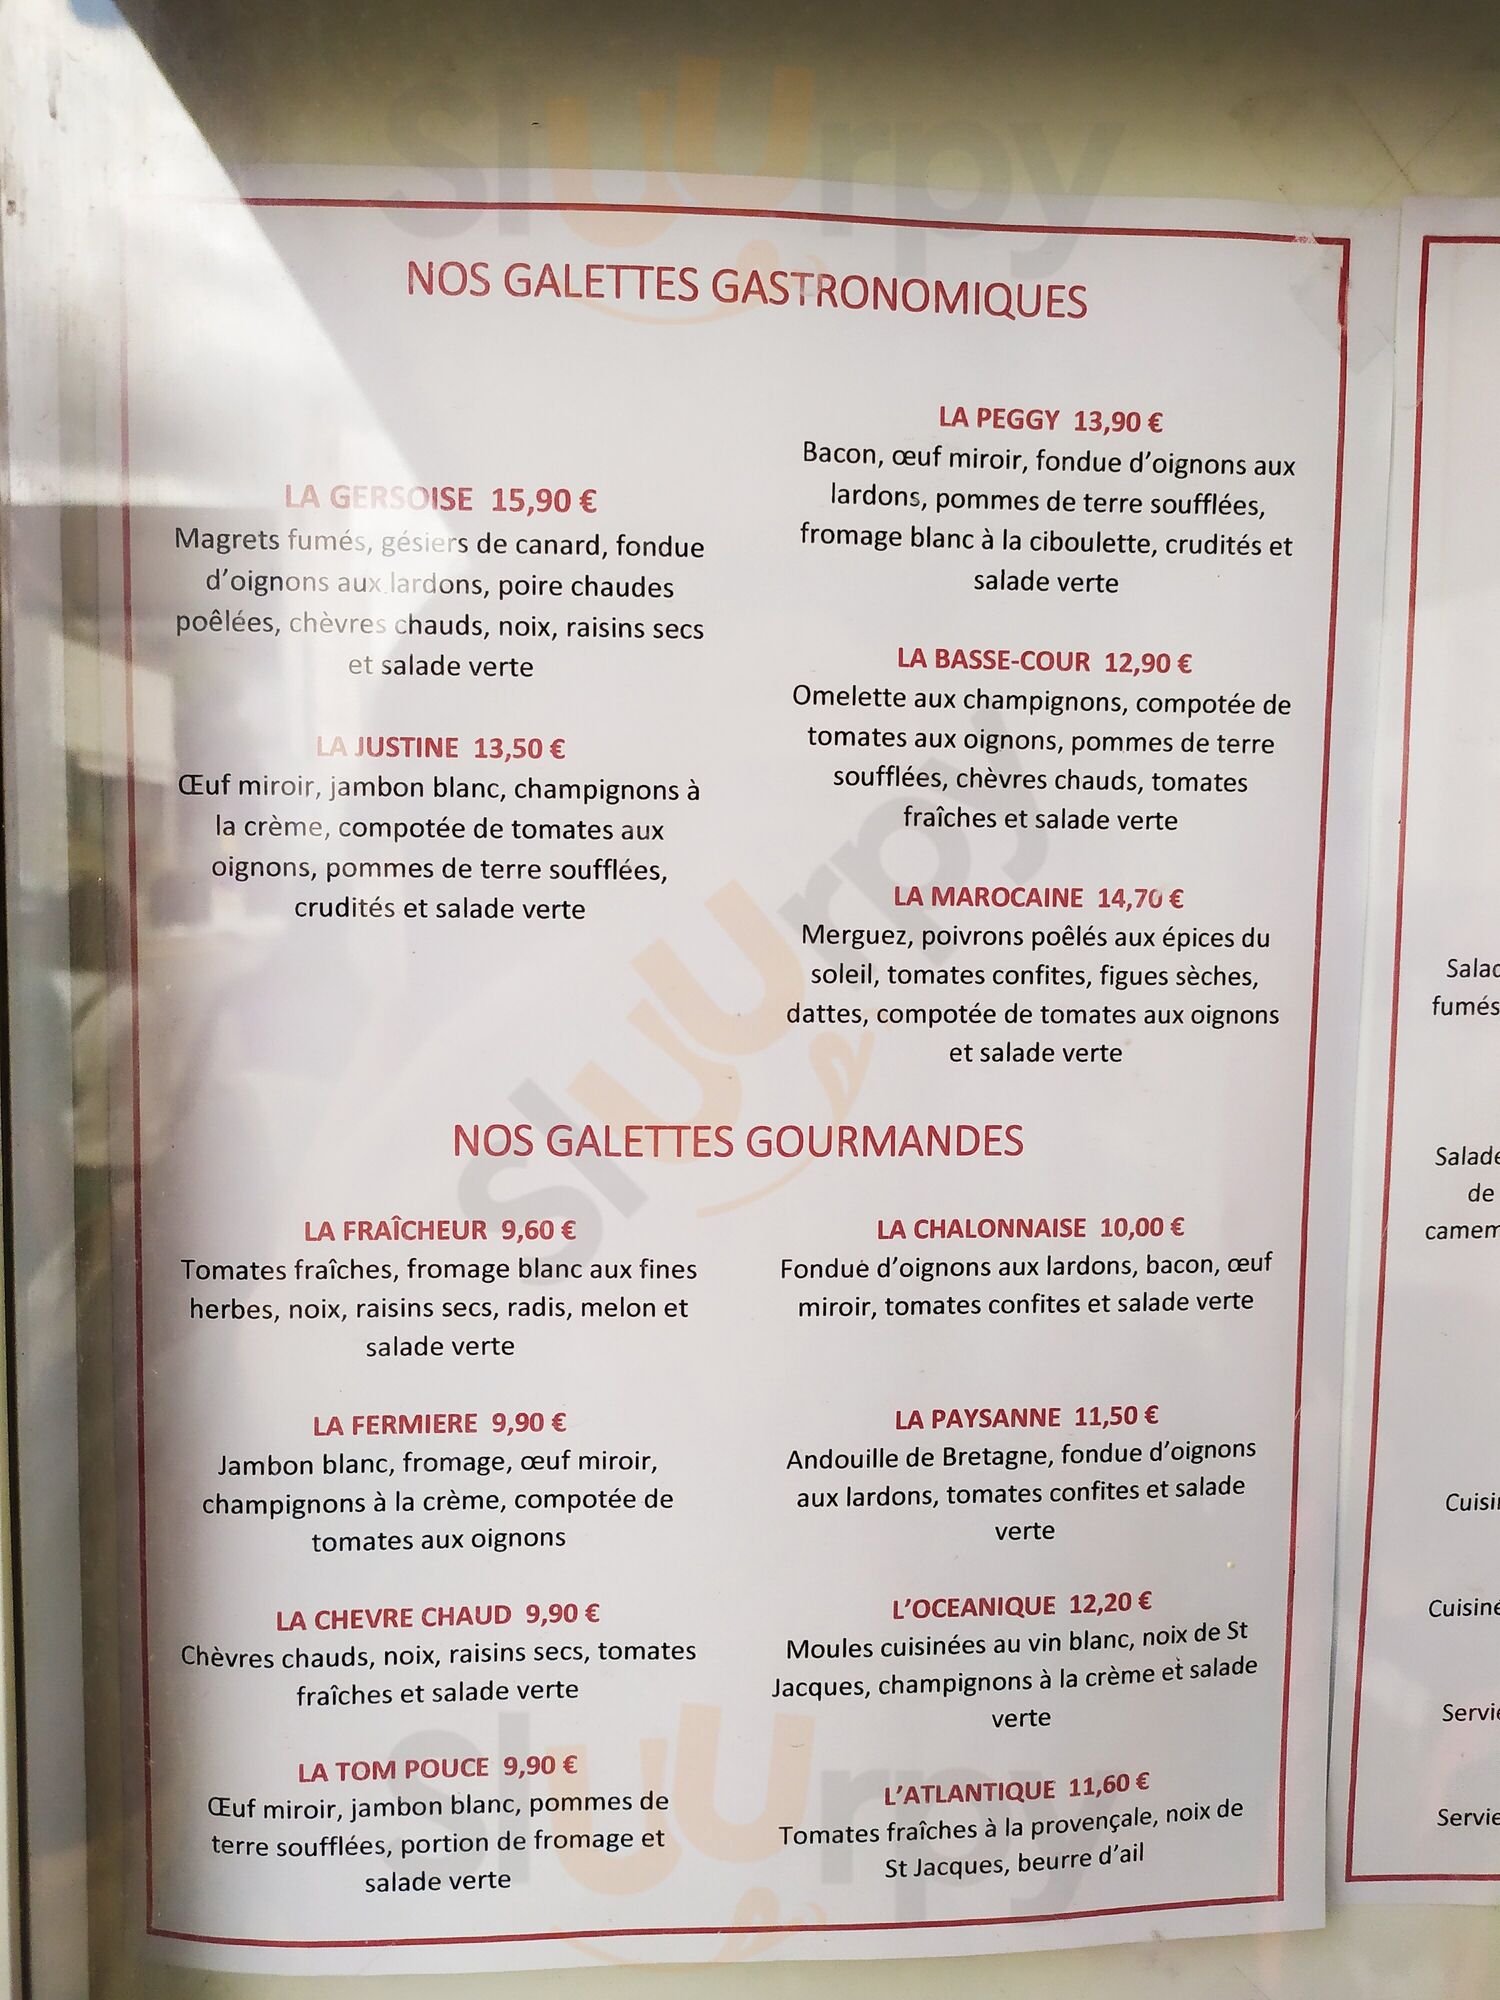 NOS GALETTES GASTRONOMIQUES
LA GERSOISE 15,90 €
Magrets fumés, gésiers de canard, fondue
d'oignons aux lardons, poire chaudes
poêlées, chèvres chauds, noix, raisins secs
et salade verte
LA JUSTINE 13,50 €
Œuf miroir, jambon blanc, champignons à
la crème, compotée de tomates aux
oignons, pommes de terre soufflées,
crudités et salade verte
LA PEGGY 13,90 €
Bacon, œuf miroir, fondue d'oignons aux
lardons, pommes de terre soufflées,
fromage blanc à la ciboulette, crudités et
salade verte
LA BASSE-COUR 12,90 €
Omelette aux champignons, compotée de
tomates aux oignons, pommes de terre
soufflées, chèvres chauds, tomates
fraîches et salade verte
LA MAROCAINE 14,70 €
Merguez, poivrons poêlés aux épices du
soleil, tomates confites, figues sèches,
dattes, compotée de tomates aux oignons
et salade verte
NOS GALETTES GOURMANDES
LA FRAÎCHEUR 9,60 €
Tomates fraîches, fromage blanc aux fines
herbes, noix, raisins secs, radis, melon et
salade verte
LA FERMIERE 9,90 €
Jambon blanc, fromage, œuf miroir,
champignons à la crème, compotée de
tomates aux oignons
LA CHEVRE CHAUD 9,90 €
Chèvres chauds, noix, raisins secs, tomates
fraîches et salade verte
LA TOM POUCE 9,90 €
Œuf miroir, jambon blanc, pommes de
terre soufflées, portion de fromage et
salade verte
LA CHALONNAISE 10,00 €
Fondue d'oignons aux lardons, bacon, œuf
miroir, tomates confites et salade verte
LA PAYSANNE 11,50 €
Andouille de Bretagne, fondue d'oignons
aux lardons, tomates confites et salade
verte
L'OCEANIQUE 12,20 €
Moules cuisinées au vin blanc, noix de St
Jacques, champignons à la crème et salade
verte
L'ATLANTIQUE 11,60 €
Tomates fraîches à la provençale, noix de
St Jacques, beurre d'ail
fumés
de
sluurpy
sluurpy
sluurpy